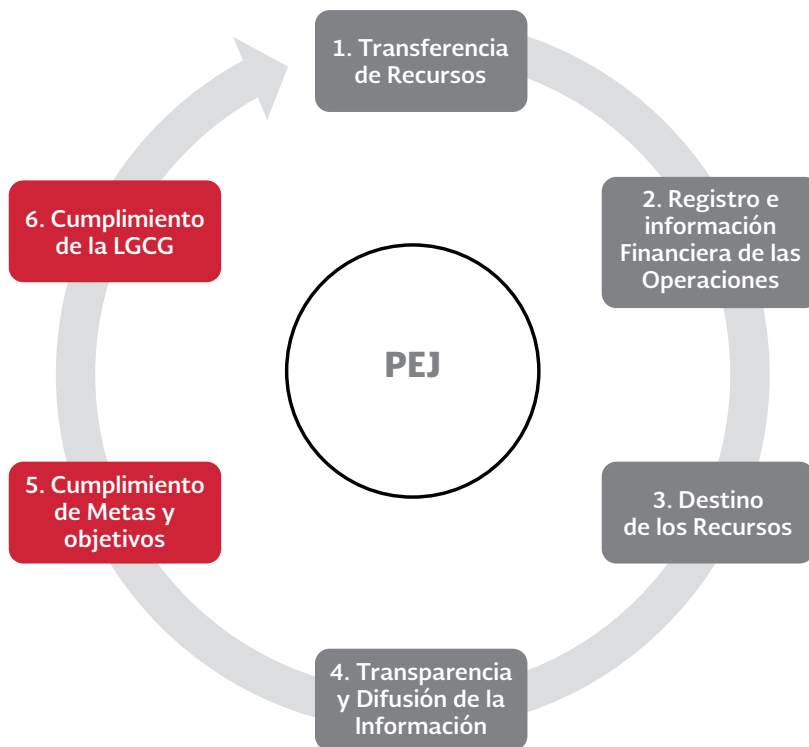 1. Transferencia
de Recursos
2. Registro e
información
Financiera de las
Operaciones
3. Destino
de los Recursos
4. Transparencia
y Difusión de la
Información
5. Cumplimiento
de Metas y
objetivos
6. Cumplimiento
de la LGCG
PEJ